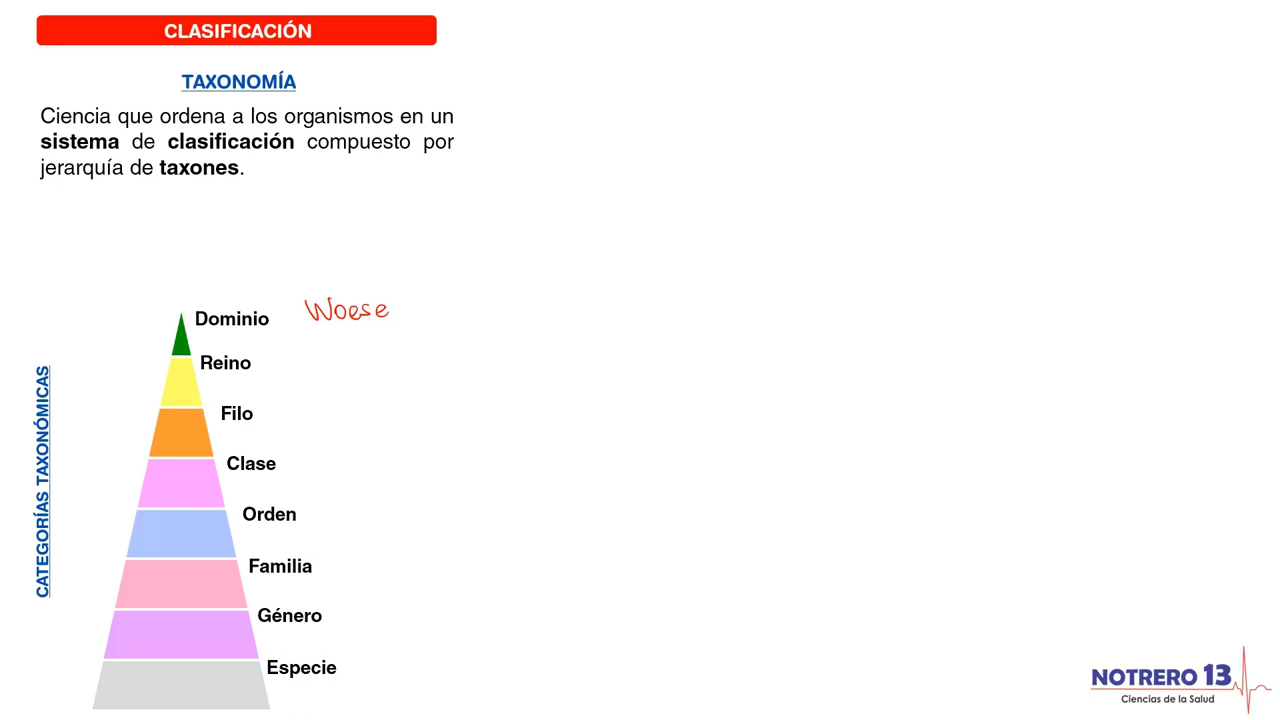 CLASIFICACIÓN
TAXONOMÍA
Ciencia que ordena a los organismos en un
sistema de clasificación compuesto por
jerarquía de taxones.
CATEGORÍAS TAXONÓMICAS
Dominio Woese
Reino
Filo
Clase
Orden
Familia
Género
Especie
NOTRERO 13
Ciencias de la Salud